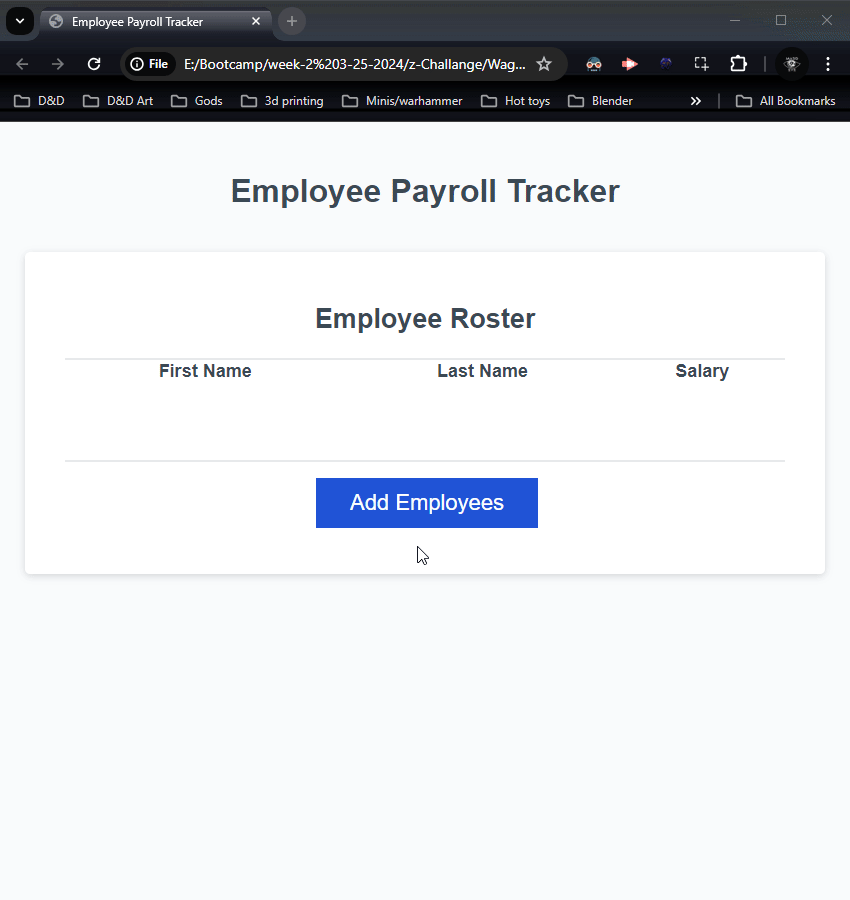 Employee Payroll Tracker
File E:/Bootcamp/week-2%203-25-2024/z-Challange/Wag...
D&D D&D Art Gods 3d printing Minis/warhammer Hot toys Blender All Bookmarks
Employee Payroll Tracker
Employee Roster
First Name Last Name Salary
Add Employees